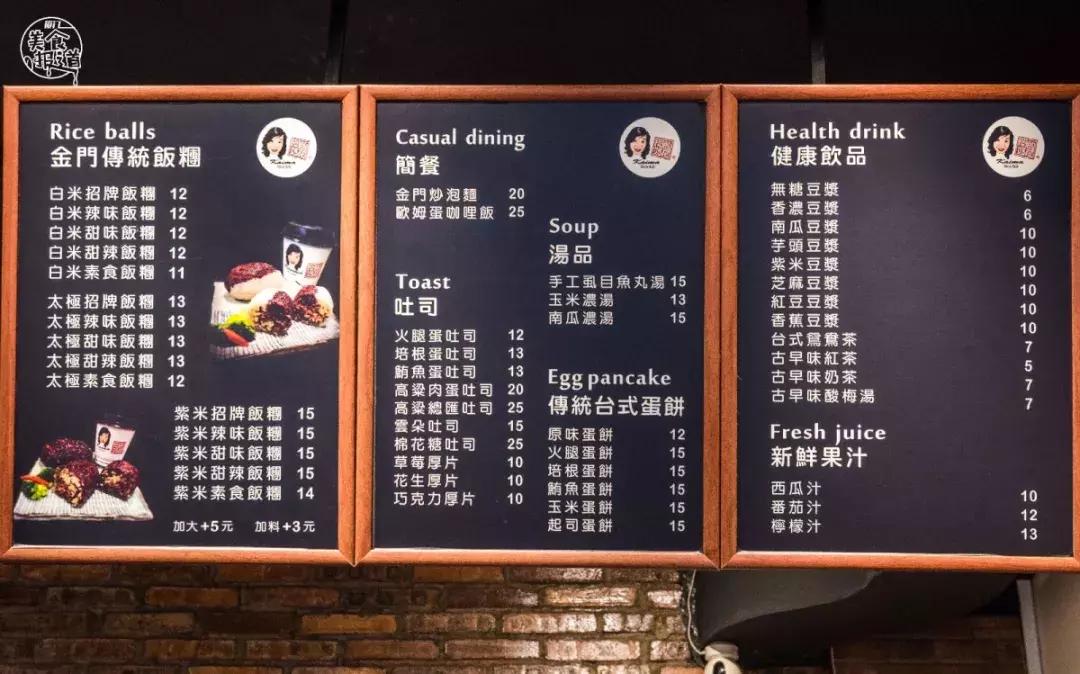 廈門
美食
報道
Rice balls
金門傳統飯糰
Kaima
白米招牌飯糰 12
白米辣味飯糰 12
白米甜味飯糰 12
白米甜辣飯糰 12
白米素食飯糰 11
太極招牌飯糰 13
太極辣味飯糰 13
太極甜味飯糰 13
太極甜辣飯糰 13
太極素食飯糰 12
紫米招牌飯糰 15
紫米辣味飯糰 15
紫米甜味飯糰 15
紫米甜辣飯糰 15
紫米素食飯糰 14
加大+5元 加料+3元
Casual dining
簡餐
Kaima
金門炒泡麵 20
歐姆蛋咖哩飯 25
Toast
吐司
火腿蛋吐司 12
培根蛋吐司 13
鮪魚蛋吐司 13
高粱肉蛋吐司 20
高粱總匯吐司 25
雲朵吐司 15
棉花糖吐司 25
草莓厚片 10
花生厚片 10
巧克力厚片 10
Soup
湯品
手工虱目魚丸湯 15
玉米濃湯 13
南瓜濃湯 15
Egg pancake
傳統台式蛋餅
原味蛋餅 12
火腿蛋餅 15
培根蛋餅 15
鮪魚蛋餅 15
玉米蛋餅 15
起司蛋餅 15
Health drink
健康飲品
Kaima
無糖豆漿 6
香濃豆漿 6
南瓜豆漿 10
芋頭豆漿 10
紫米豆漿 10
芝麻豆漿 10
紅豆豆漿 10
香蕉豆漿 10
台式鴛鴦茶 7
古早味紅茶 5
古早味奶茶 7
古早味酸梅湯 7
Fresh juice
新鮮果汁
西瓜汁 10
番茄汁 12
檸檬汁 13